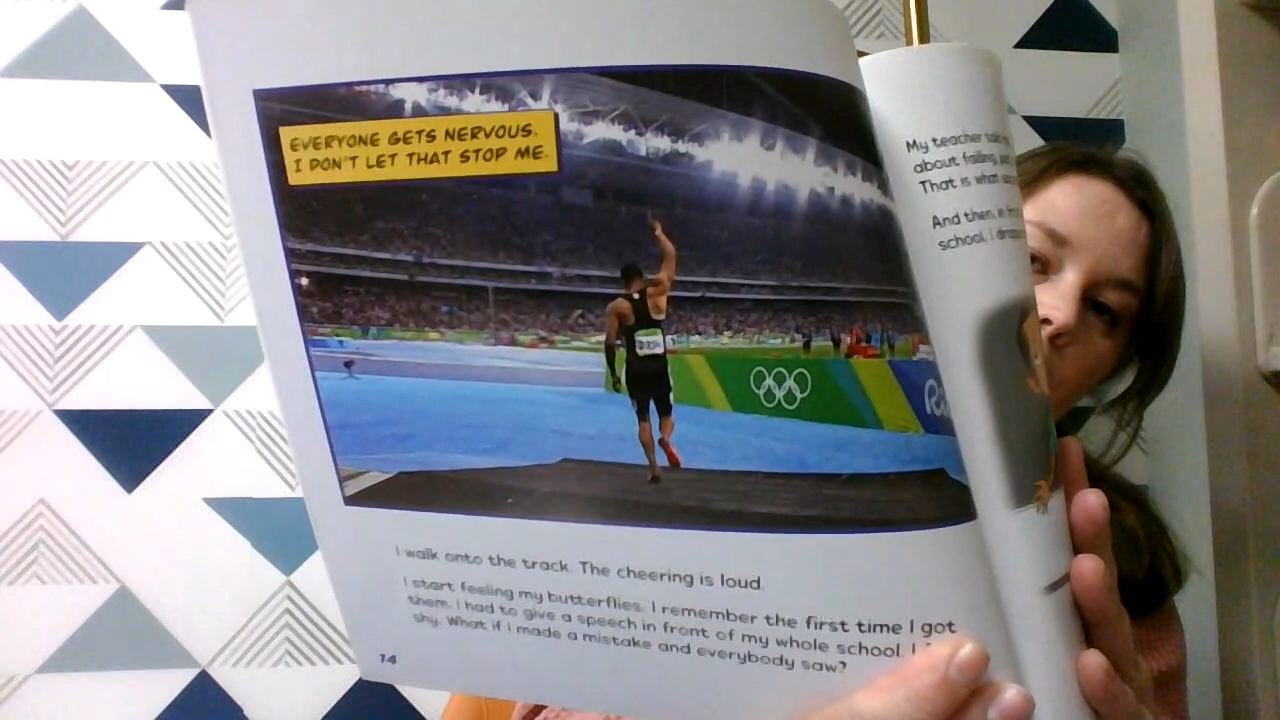 EVERYONE GETS NERVOUS.
I DON'T LET THAT STOP ME.
I walk onto the track. The cheering is loud.
I start feeling my butterflies. I remember the first time I got
them. I had to give a speech in front of my whole school. I
shy. What if I made a mistake and everybody saw?
14
My teacher
about failing,
That is what
And then, in
school, I